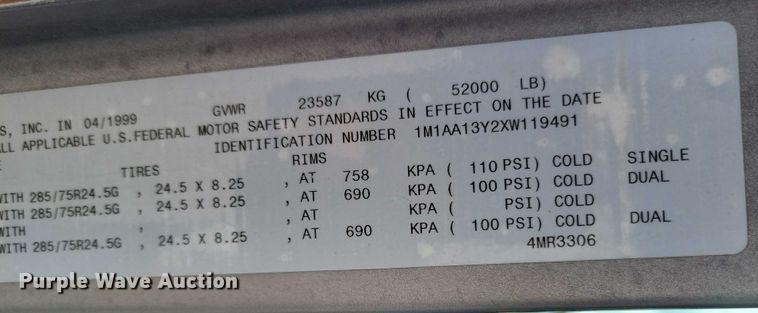 S, INC. IN 04/1999 GVWR 23587 KG ( 52000 LB)
ALL APPLICABLE U.S.FEDERAL MOTOR SAFETY STANDARDS IN EFFECT ON THE DATE
E IDENTIFICATION NUMBER 1M1AA13Y2XW119491
TIRES RIMS
WITH 285/75R24.5G , 24.5 X 8.25 , AT 758 KPA ( 110 PSI) COLD SINGLE
WITH 285/75R24.5G , 24.5 X 8.25 , AT 690 KPA ( 100 PSI) COLD DUAL
WITH , , AT KPA ( PSI) COLD
WITH 285/75R24.5G , 24.5 X 8.25 , AT 690 KPA ( 100 PSI) COLD DUAL
4MR3306
Purple Wave Auction